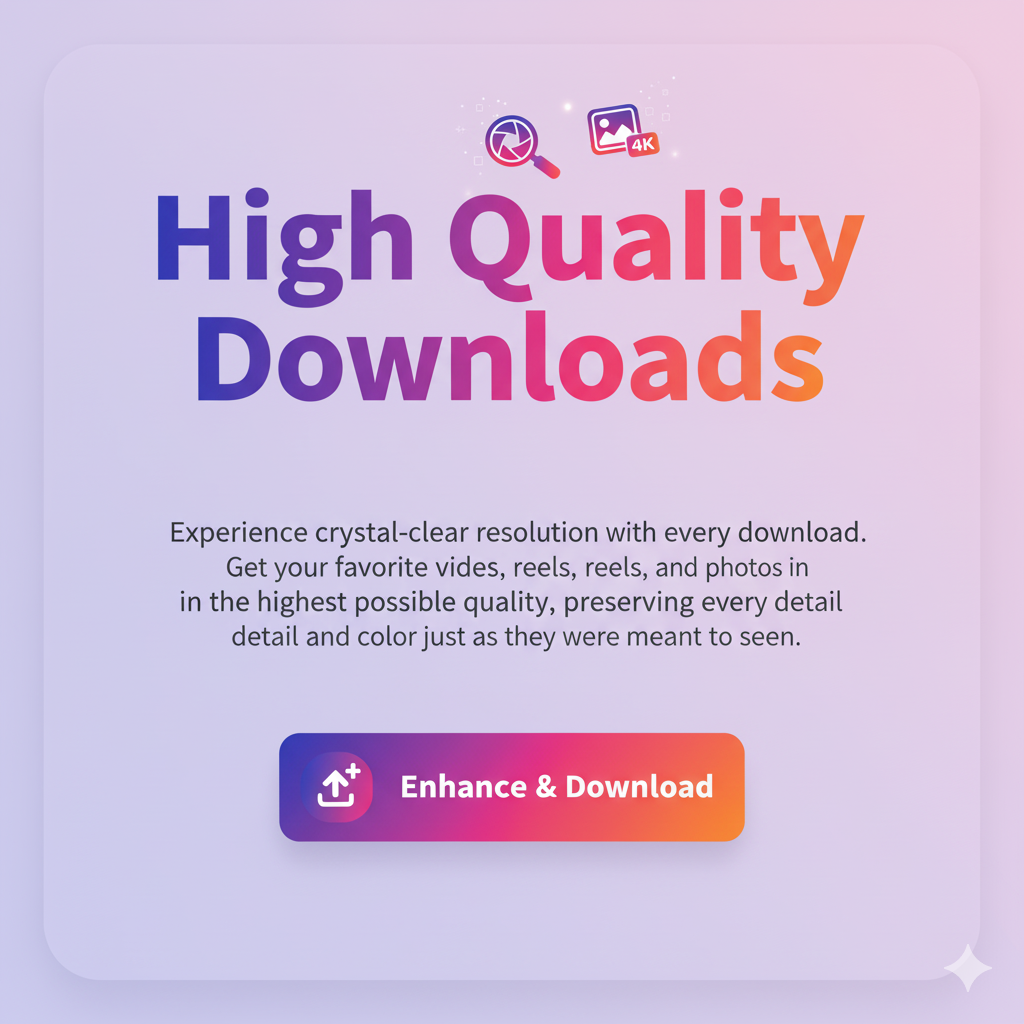 4K
High Quality
Downloads
Experience crystal-clear resolution with every download.
Get your favorite vides, reels, reels, and photos in
in the highest possible quality, preserving every detail
detail and color just as they were meant to seen.
Enhance & Download